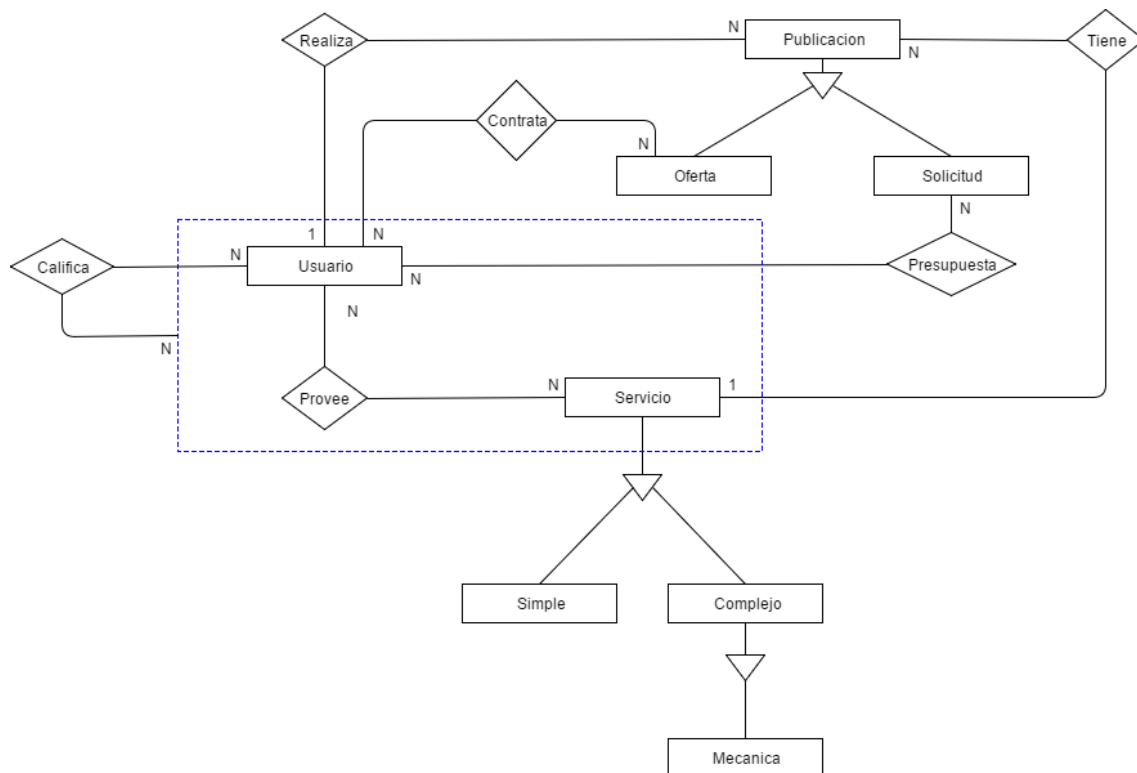 Realiza
N
Publicacion
N
Tiene
Contrata
N
Oferta
Solicitud
N
1
N
Califica
N
Usuario
N
Presupuesta
N
N
Provee
N
Servicio
1
Simple
Complejo
Mecanica